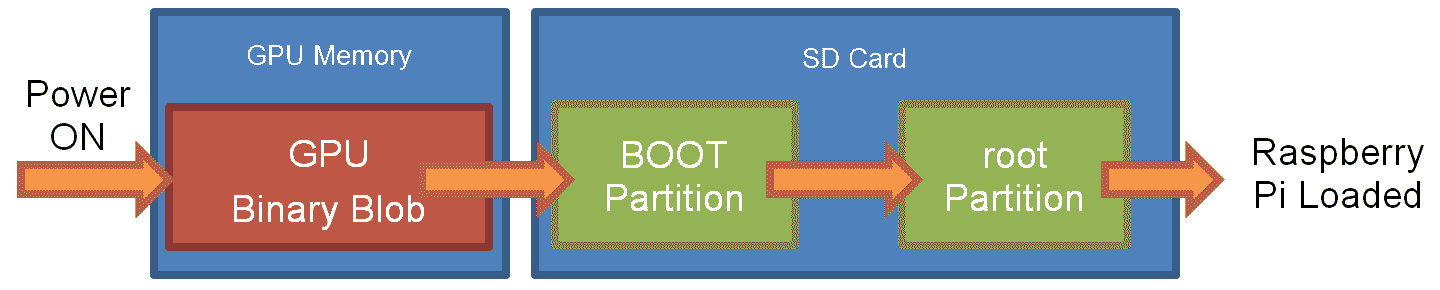 Power
ON
GPU Memory
GPU
Binary Blob
SD Card
BOOT
Partition
root
Partition
Raspberry
Pi Loaded